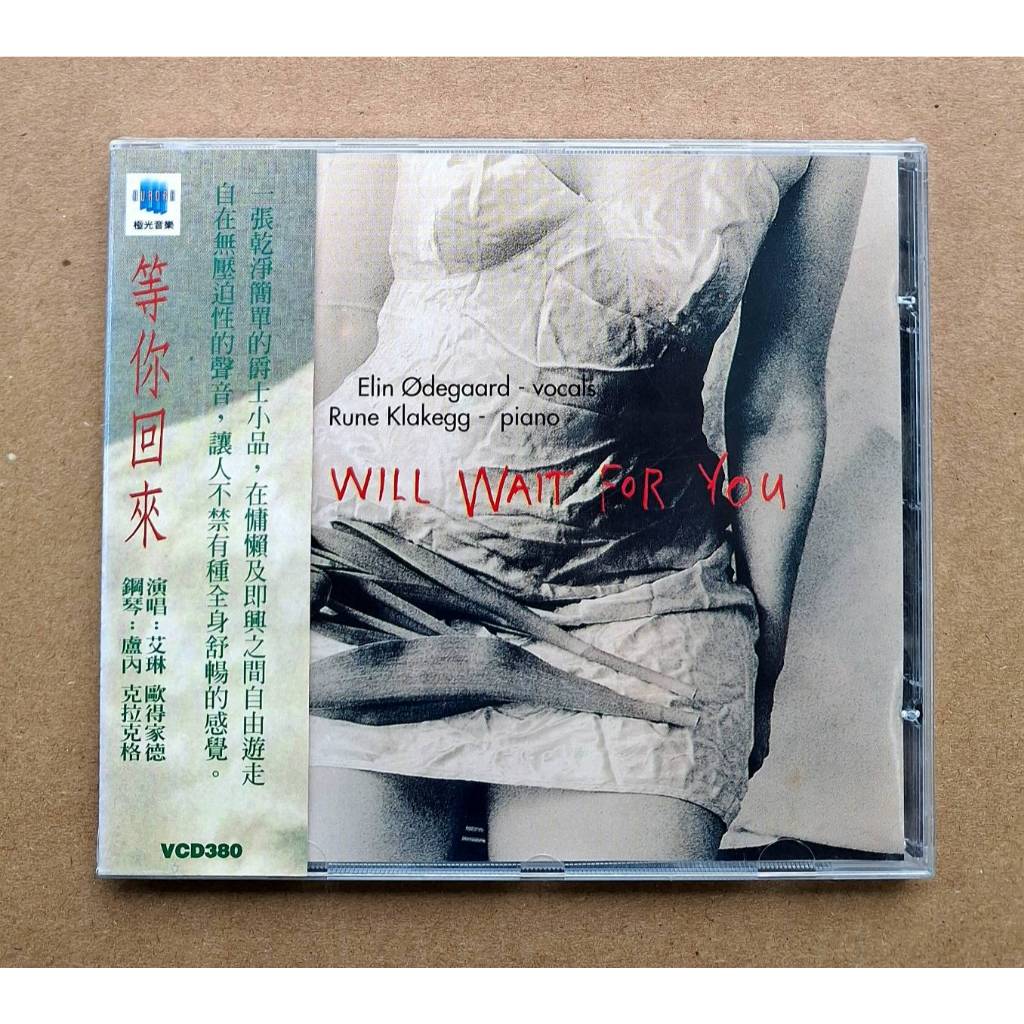 AURORA
極光音樂
等你回來
一張乾淨簡單的爵士小品，在慵懶及即興之間自由遊走
自在無壓迫性的聲音，讓人不禁有種全身舒暢的感覺。
演唱：艾琳 歐得家德
鋼琴：盧內 克拉克格
VCD380
Elin Ødegaard - vocals
Rune Klakegg - piano
WILL WAIT FOR YOU